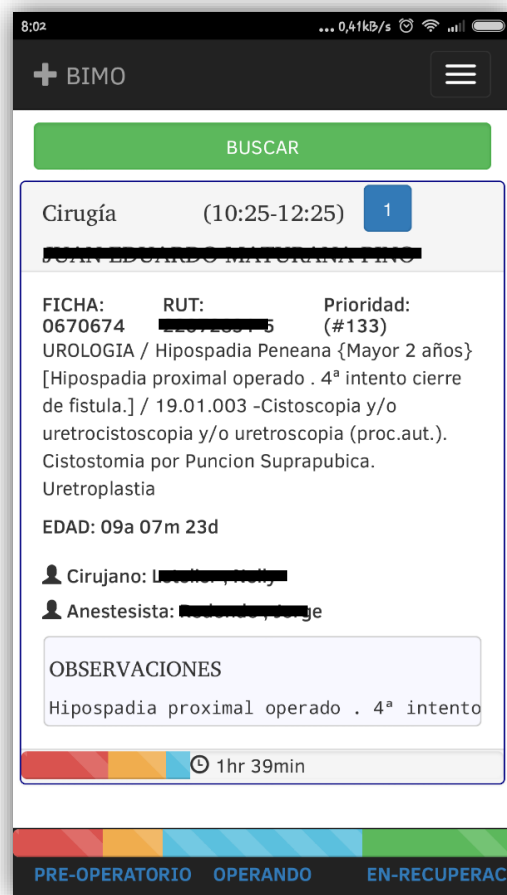 8:02 ... 0,41kB/s
BIMO
BUSCAR
Cirugía (10:25-12:25) 1
FICHA: RUT: Prioridad:
0670674 (#133)
UROLOGIA / Hipospadia Peneana {Mayor 2 años}
[Hipospadia proximal operado . 4ª intento cierre
de fistula.] / 19.01.003 -Cistoscopia y/o
uretrocistoscopia y/o uretroscopia (proc.aut.).
Cistostomia por Puncion Suprapubica.
Uretroplastia
EDAD: 09a 07m 23d
Cirujano:
Anestesista:
OBSERVACIONES
Hipospadia proximal operado . 4ª intento
1hr 39min
PRE-OPERATORIO OPERANDO EN-RECUPERAC